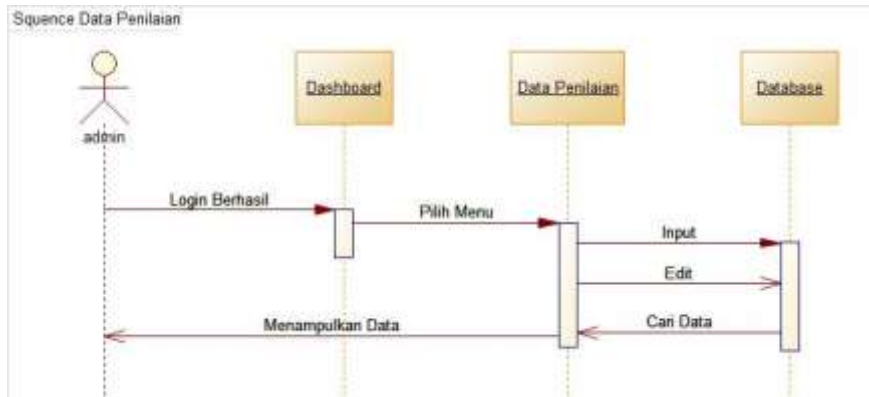 Squence Data Penilaian
Dashboard
Data Penilaian
Database
admin
Login Berhasil
Pilih Menu
Input
Edit
Menampulkan Data
Cari Data